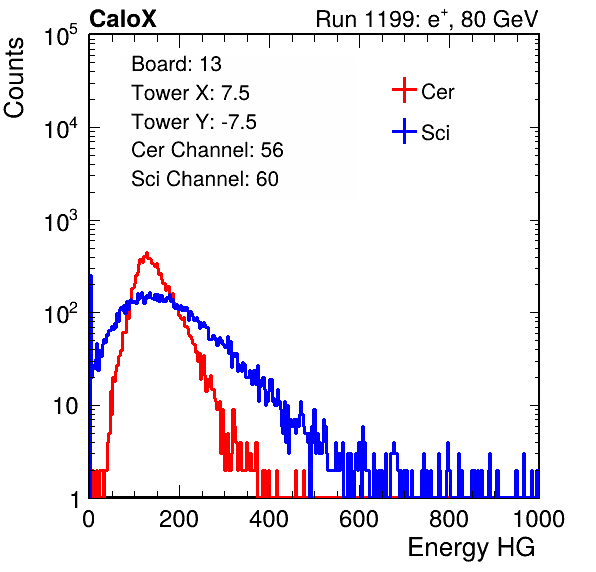 CaloX Run 1199: e⁺, 80 GeV
Board: 13
Tower X: 7.5
Tower Y: -7.5
Cer Channel: 56
Sci Channel: 60
Cer
Sci
Counts
10⁵
10⁴
10³
10²
10
1
0 200 400 600 800 1000
Energy HG